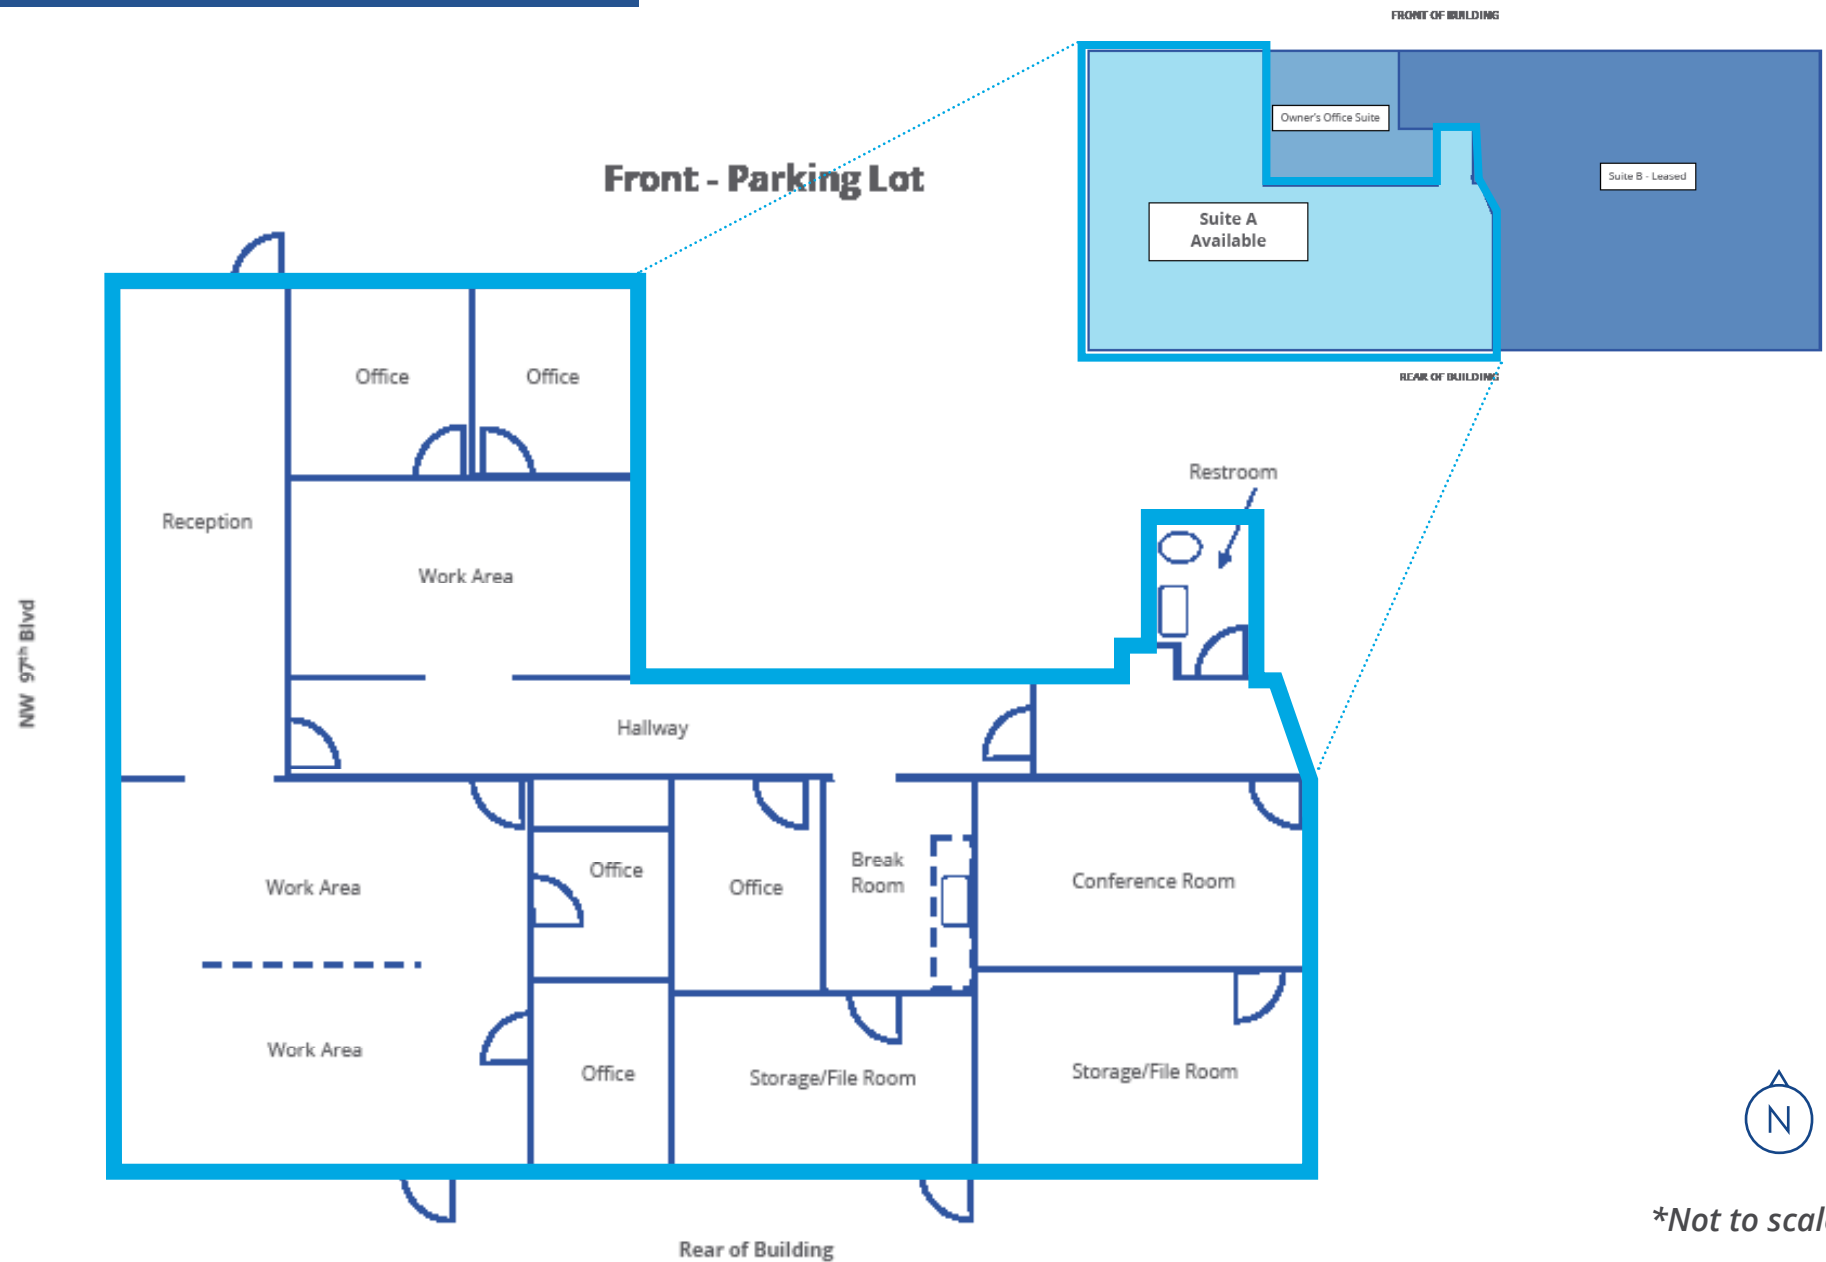 FRONT OF BUILDING
Owner's Office Suite
Suite B - Leased
Suite A
Available
REAR OF BUILDING
Front - Parking Lot
Office
Office
Restroom
Reception
Work Area
NW 97th Blvd
Hallway
Break
Room
Office
Office
Conference Room
Work Area
Work Area
Office
Storage/File Room
Storage/File Room
N
*Not to scale
Rear of Building